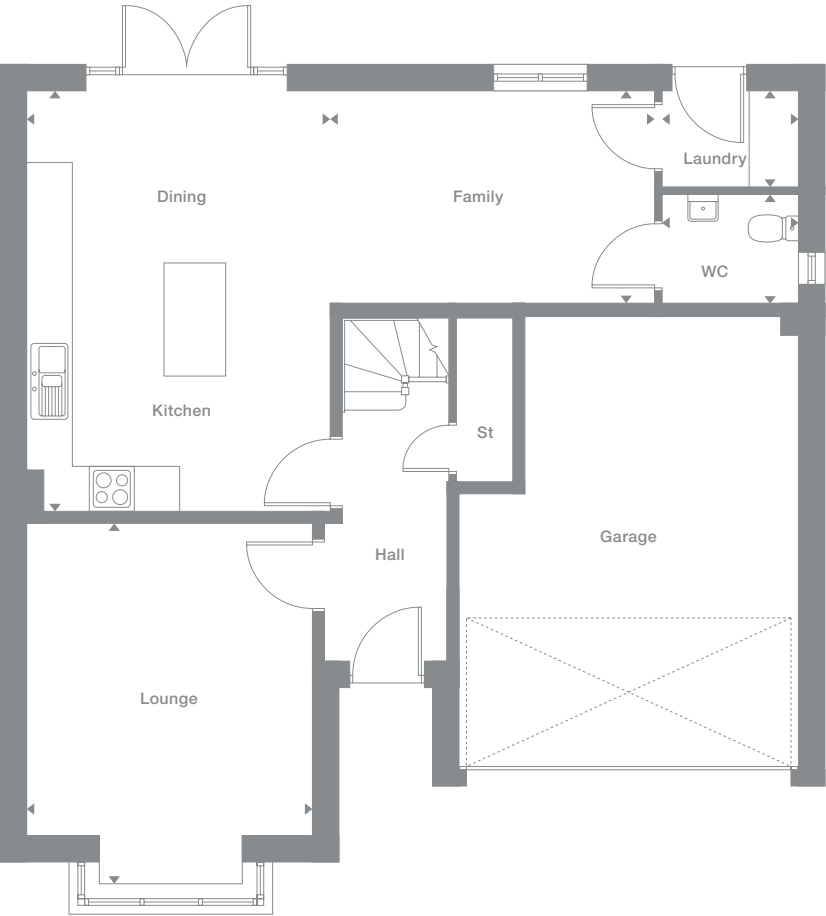 Laundry
Dining
Family
WC
Kitchen
St
Garage
Hall
Lounge